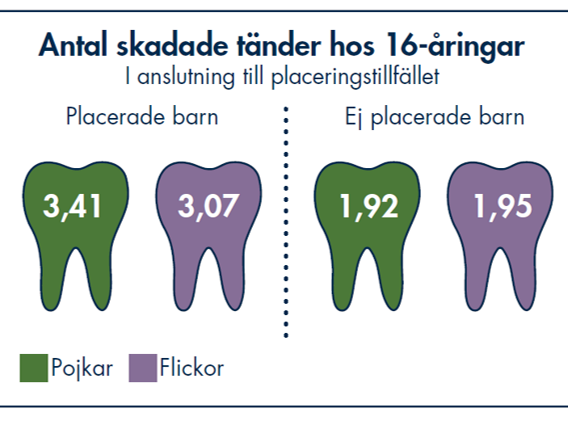 Antal skadade tänder hos 16-åringar
I anslutning till placeringstillfället
Placerade barn
Ej placerade barn
3,41
3,07
1,92
1,95
Pojkar
Flickor